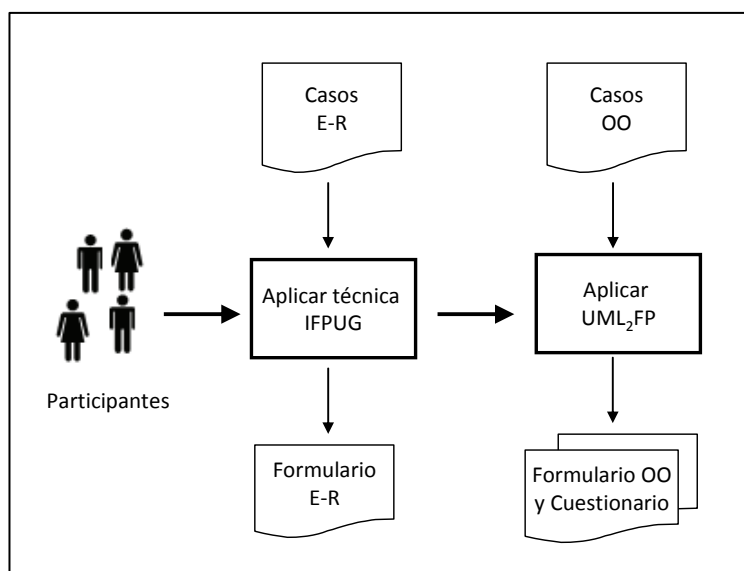 Casos
E-R
Casos
OO
Participantes
Aplicar técnica
IFPUG
Aplicar
UML₂FP
Formulario
E-R
Formulario OO
y Cuestionario